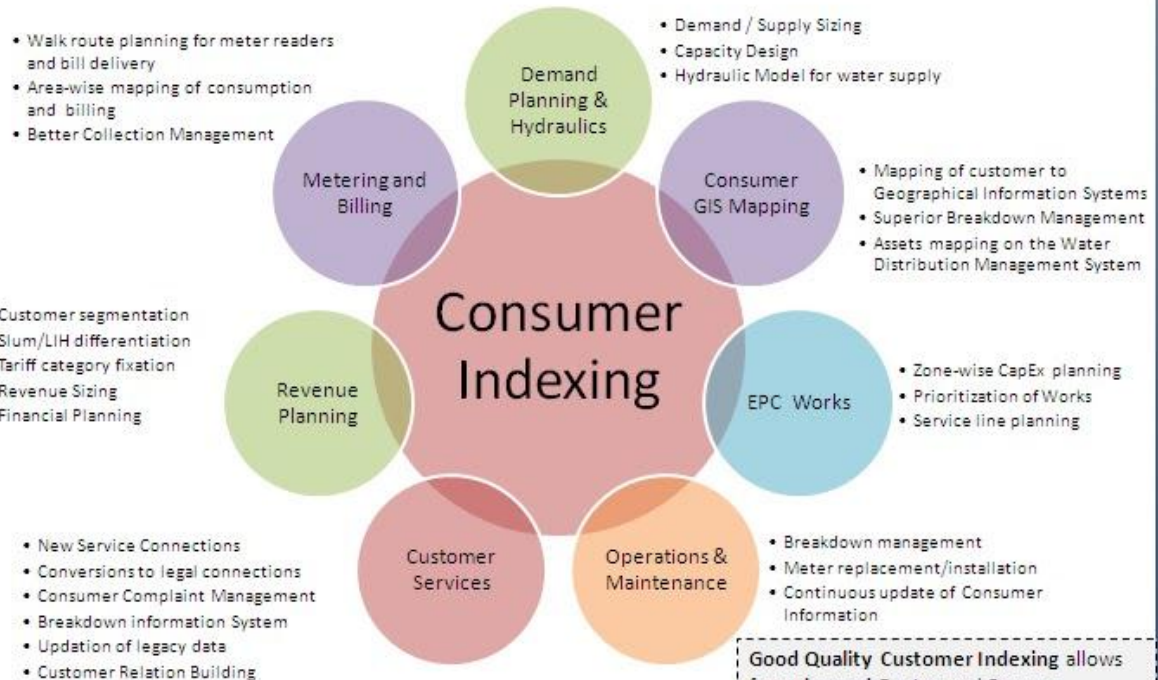 • Walk route planning for meter readers
and bill delivery
• Area-wise mapping of consumption
and billing
• Better Collection Management
Demand
Planning &
Hydraulics
• Demand / Supply Sizing
• Capacity Design
• Hydraulic Model for water supply
Metering and
Billing
Consumer
GIS Mapping
• Mapping of customer to
Geographical Information Systems
• Superior Breakdown Management
• Assets mapping on the Water
Distribution Management System
Consumer
Indexing
Customer segmentation
Slum/LIH differentiation
Tariff category fixation
Revenue Sizing
Financial Planning
Revenue
Planning
EPC Works
• Zone-wise CapEx planning
• Prioritization of Works
• Service line planning
• New Service Connections
• Conversions to legal connections
• Consumer Complaint Management
• Breakdown information System
• Updation of legacy data
• Customer Relation Building
Customer
Services
Operations &
Maintenance
• Breakdown management
• Meter replacement/installation
• Continuous update of Consumer
Information
Good Quality Customer Indexing allows